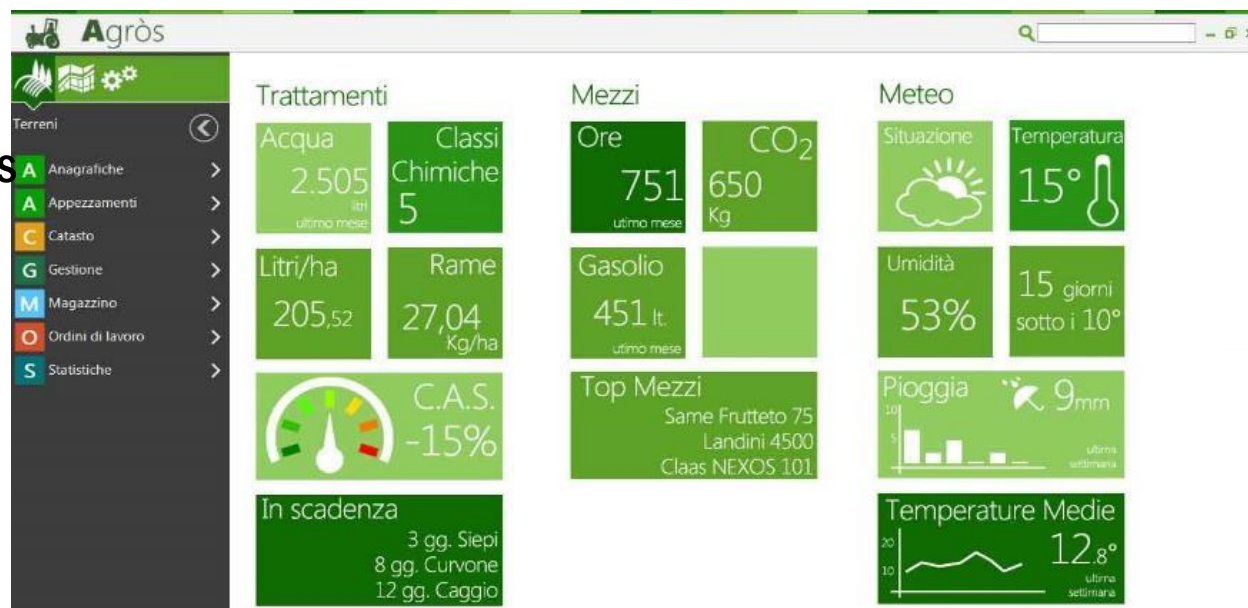 Agròs
Terreni
s
A Anagrafiche
A Appezzamenti
C Catasto
G Gestione
M Magazzino
O Ordini di lavoro
S Statistiche
Trattamenti
Acqua
2.505
litri
ultimo mese
Classi
Chimiche
5
Litri/ha
205,52
Rame
27,04
Kg/ha
C.A.S.
-15%
In scadenza
3 gg. Siepi
8 gg. Curvone
12 gg. Caggio
Mezzi
Ore
751
utimo mese
CO2
650
Kg
Gasolio
451 lt.
utimo mese
Top Mezzi
Same Frutteto 75
Landini 4500
Claas NEXOS 101
Meteo
Situazione
Temperatura
15°
Umidità
53%
15 giorni
sotto i 10°
Pioggia
9mm
10
5
ultima
settimana
Temperature Medie
20
10
12.8°
ultima
settimana